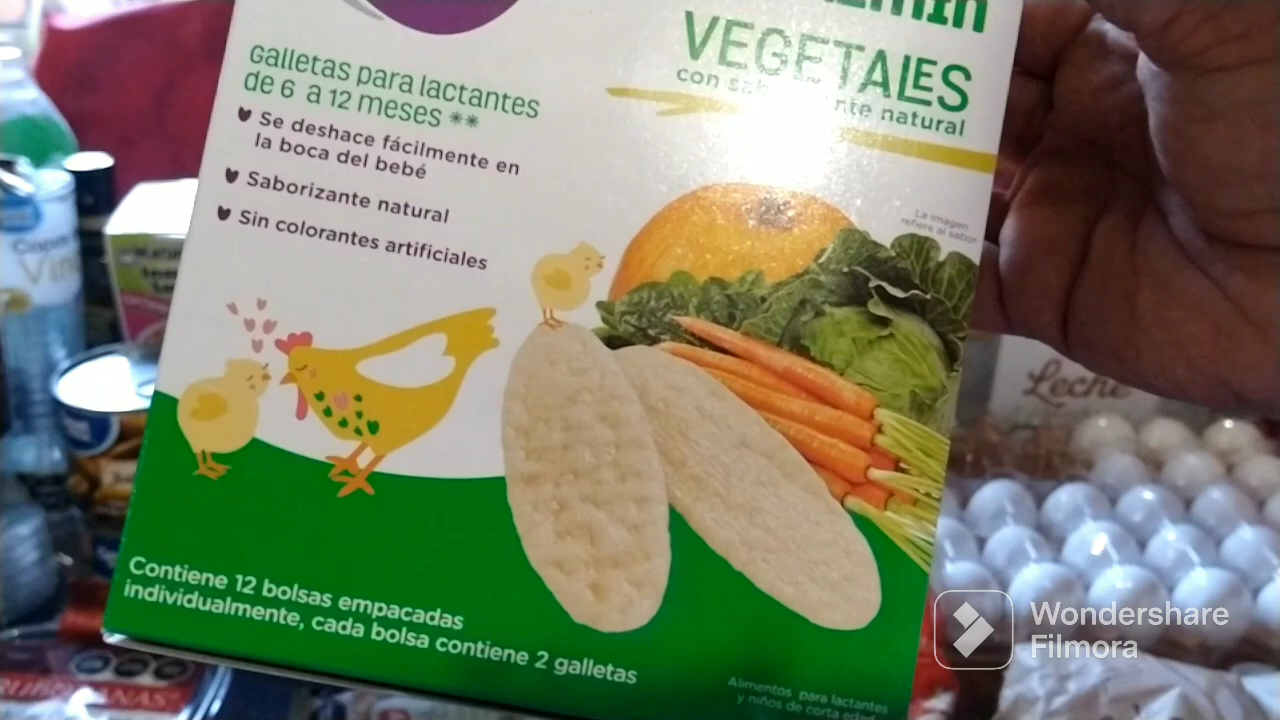 VEGETALES
natural
Galletas para lactantes
de 6 a 12 meses **
Se deshace fácilmente en
la boca del bebé
Saborizante natural
Sin colorantes artificiales
La imagen
refiere al sabor
Leche
Contiene 12 bolsas empacadas
individualmente, cada bolsa contiene 2 galletas
Alimentos para lactantes
y niños de corta edad
Wondershare
Filmora